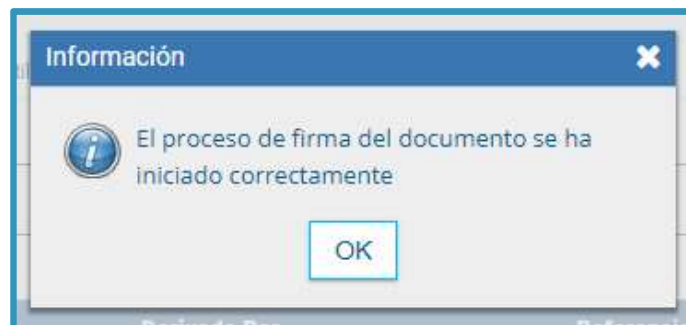 Información
El proceso de firma del documento se ha
iniciado correctamente
OK